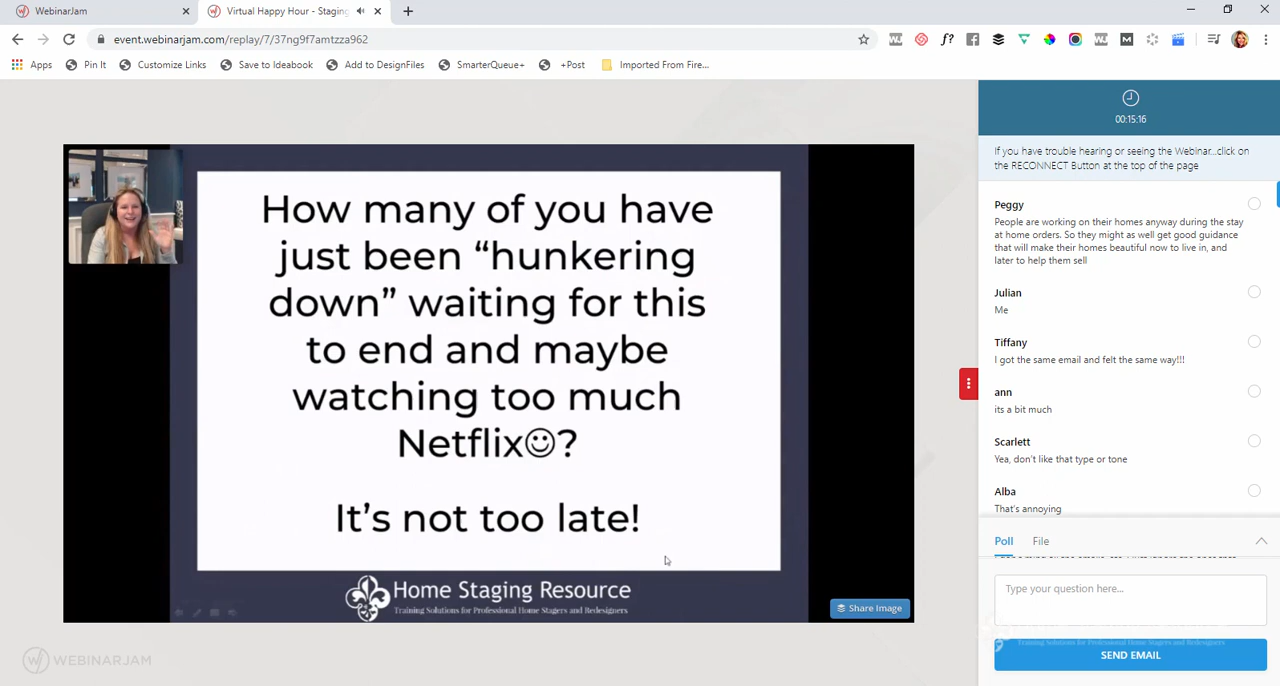 WebinarJam
Virtual Happy Hour - Staging
event.webinarjam.com/replay/7/37ng9f7amtzza962
Apps
Pin It
Customize Links
Save to Ideabook
Add to DesignFiles
SmarterQueue+
+Post
Imported From Fire...
How many of you have
just been “hunkering
down” waiting for this
to end and maybe
watching too much
Netflix☺?
It’s not too late!
Home Staging Resource
Training Solutions for Professional Home Stagers and Redesigners
Share Image
WEBINARJAM
00:15:16
If you have trouble hearing or seeing the Webinar...click on
the RECONNECT Button at the top of the page
Peggy
People are working on their homes anyway during the stay
at home orders. So they might as well get good guidance
that will make their homes beautiful now to live in, and
later to help them sell
Julian
Me
Tiffany
I got the same email and felt the same way!!!
ann
its a bit much
Scarlett
Yea, don't like that type or tone
Alba
That's annoying
Poll
File
Type your question here...
Training Solutions for Professional Home Stagers and Redesigners
SEND EMAIL